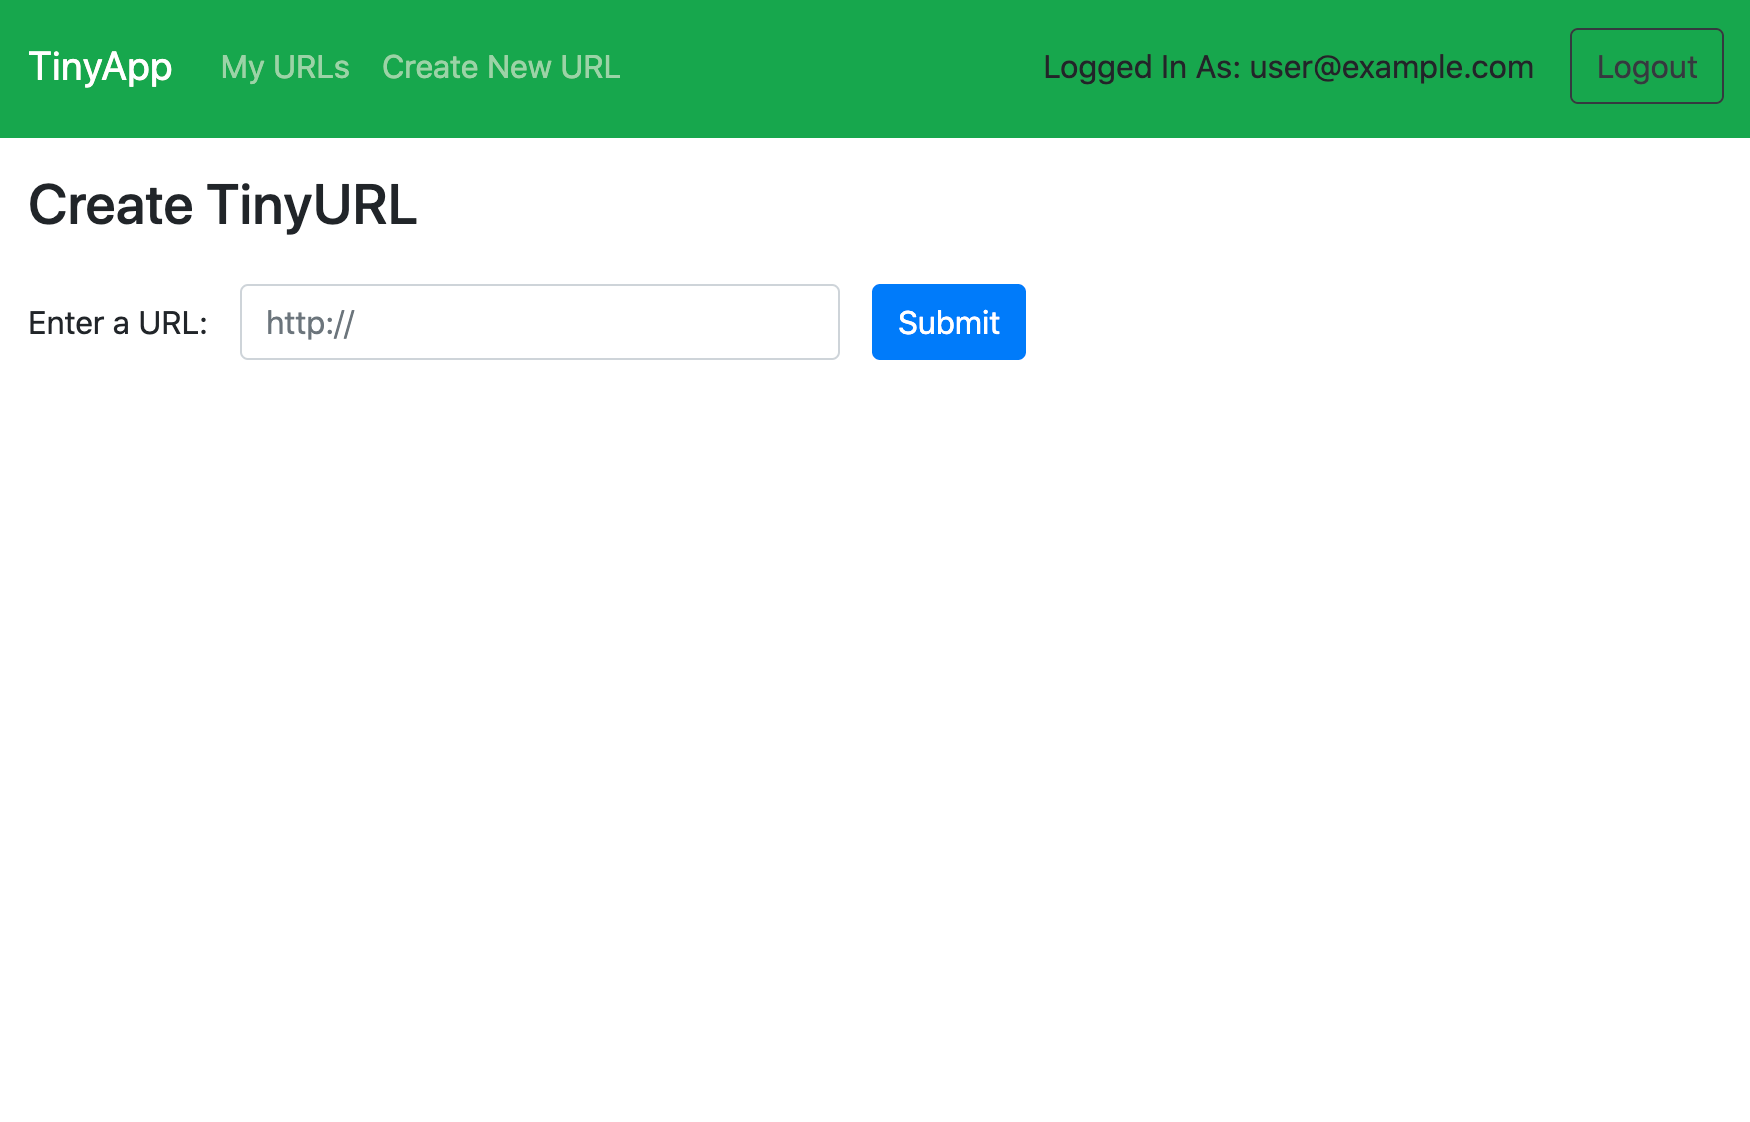 TinyApp My URLs Create New URL Logged In As: user@example.com Logout
Create TinyURL
Enter a URL: http:// Submit